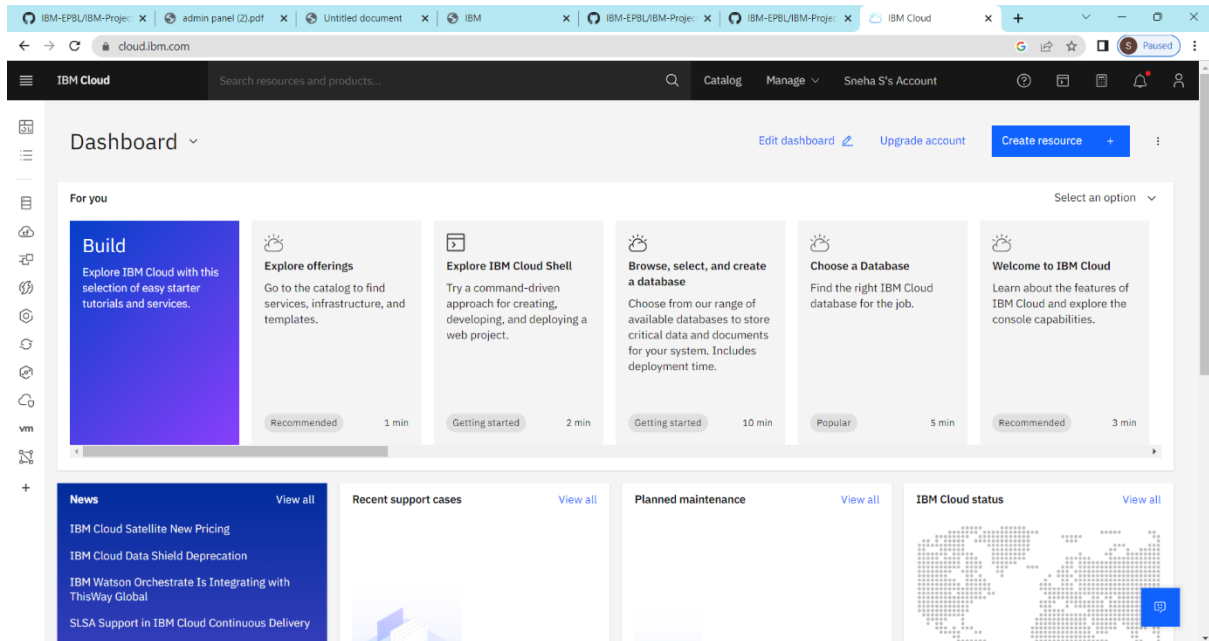 IBM-EPBL/IBM-Projec
admin panel (2).pdf
Untitled document
IBM
IBM-EPBL/IBM-Projec
IBM-EPBL/IBM-Projec
IBM Cloud
cloud.ibm.com
S Paused
IBM Cloud
Search resources and products...
Catalog
Manage
Sneha S's Account
Dashboard
Edit dashboard
Upgrade account
Create resource +
For you
Select an option
Build
Explore IBM Cloud with this
selection of easy starter
tutorials and services.
Explore offerings
Go to the catalog to find
services, infrastructure, and
templates.
Recommended 1 min
Explore IBM Cloud Shell
Try a command-driven
approach for creating,
developing, and deploying a
web project.
Getting started 2 min
Browse, select, and create
a database
Choose from our range of
available databases to store
critical data and documents
for your system. Includes
deployment time.
Getting started 10 min
Choose a Database
Find the right IBM Cloud
database for the job.
Popular 5 min
Welcome to IBM Cloud
Learn about the features of
IBM Cloud and explore the
console capabilities.
Recommended 3 min
vm
News View all
IBM Cloud Satellite New Pricing
IBM Cloud Data Shield Deprecation
IBM Watson Orchestrate Is Integrating with
ThisWay Global
SLSA Support in IBM Cloud Continuous Delivery
Recent support cases View all
Planned maintenance View all
IBM Cloud status View all